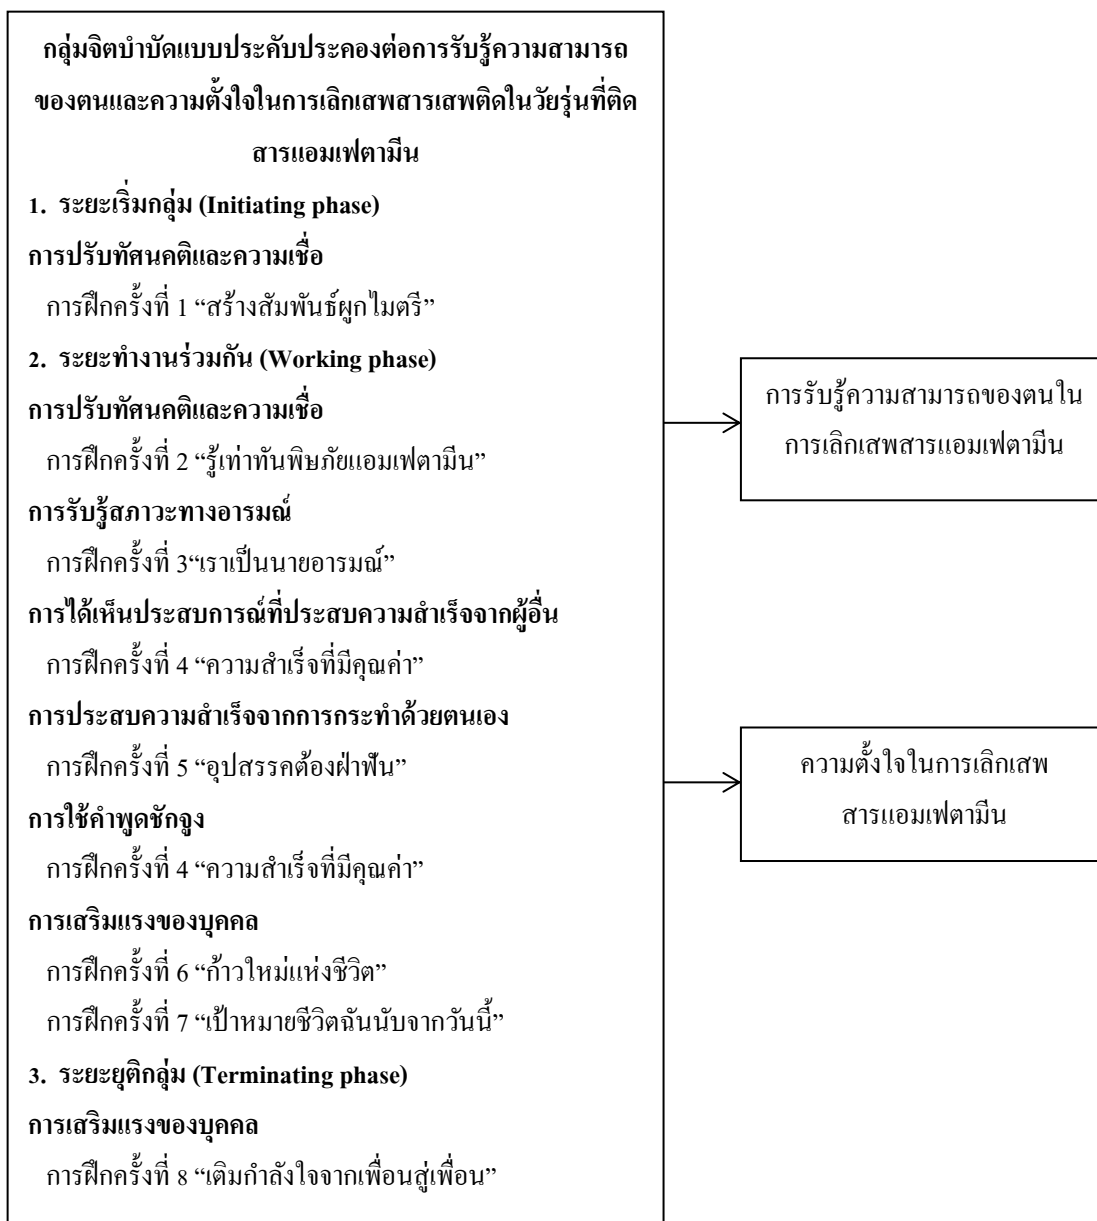 กลุ่มจิตบำบัดแบบประคับประคองต่อการรับรู้ความสามารถ
ของตนและความตั้งใจในการเลิกเสพสารเสพติดในวัยรุ่นที่ติด
สารแอมเฟตามีน
1. ระยะเริ่มกลุ่ม (Initiating phase)
การปรับทัศนคติและความเชื่อ
การฝึกครั้งที่ 1 “สร้างสัมพันธ์ผูกไมตรี”
2. ระยะทำงานร่วมกัน (Working phase)
การปรับทัศนคติและความเชื่อ
การฝึกครั้งที่ 2 “รู้เท่าทันพิษภัยแอมเฟตามีน”
การรับรู้สภาวะทางอารมณ์
การฝึกครั้งที่ 3“เราเป็นนายอารมณ์”
การได้เห็นประสบการณ์ที่ประสบความสำเร็จจากผู้อื่น
การฝึกครั้งที่ 4 “ความสำเร็จที่มีคุณค่า”
การประสบความสำเร็จจากการกระทำด้วยตนเอง
การฝึกครั้งที่ 5 “อุปสรรคต้องฝ่าฟัน”
การใช้คำพูดชักจูง
การฝึกครั้งที่ 4 “ความสำเร็จที่มีคุณค่า”
การเสริมแรงของบุคคล
การฝึกครั้งที่ 6 “ก้าวใหม่แห่งชีวิต”
การฝึกครั้งที่ 7 “เป้าหมายชีวิตฉันนับจากวันนี้”
3. ระยะยุติกลุ่ม (Terminating phase)
การเสริมแรงของบุคคล
การฝึกครั้งที่ 8 “เติมกำลังใจจากเพื่อนสู่เพื่อน”
การรับรู้ความสามารถของตนใน
การเลิกเสพสารแอมเฟตามีน
ความตั้งใจในการเลิกเสพ
สารแอมเฟตามีน